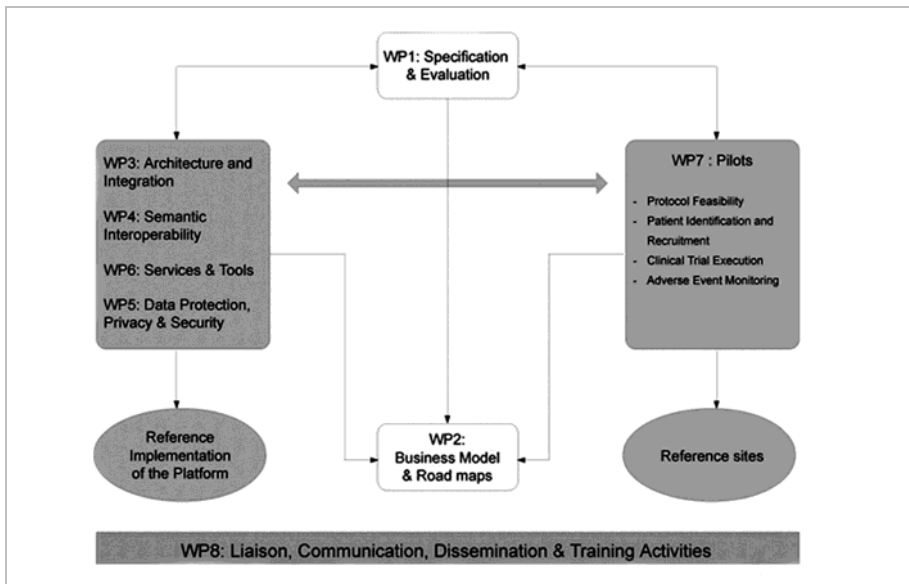 WP1: Specification
& Evaluation
WP3: Architecture and
Integration
WP4: Semantic
Interoperability
WP6: Services & Tools
WP5: Data Protection,
Privacy & Security
WP7 : Pilots
- Protocol Feasibility
- Patient Identification and
Recruitment
- Clinical Trial Execution
- Adverse Event Monitoring
Reference
Implementation
of the Platform
WP2:
Business Model
& Road maps
Reference sites
WP8: Liaison, Communication, Dissemination & Training Activities